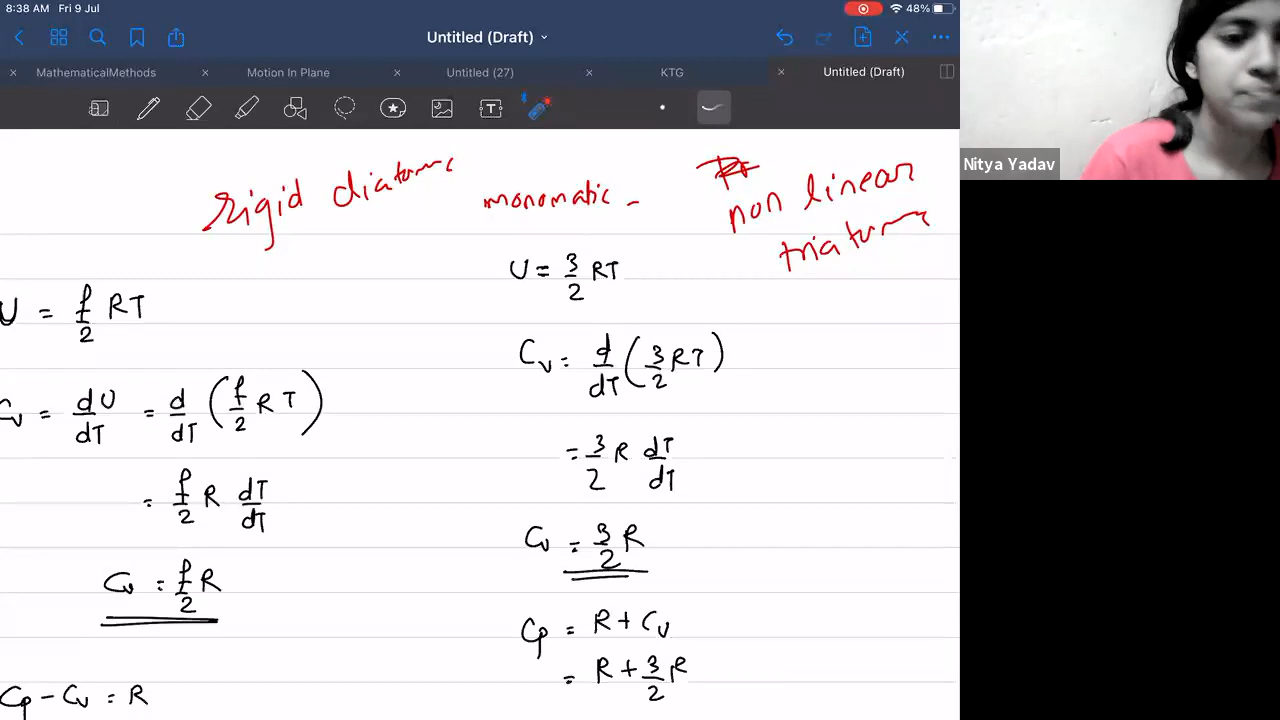 8:38 AM Fri 9 Jul
48%
Untitled (Draft)
MathematicalMethods
Motion In Plane
Untitled (27)
KTG
Untitled (Draft)
T
Nitya Yadav
rigid diatomic
monomatic -
non linear
triatomic
U = f/2 RT
Cv = dU/dT = d/dT (f/2 R T)
= f/2 R dT/dT
Cv = f/2 R
Cp - Cv = R
U = 3/2 RT
Cv = d/dT (3/2 RT)
= 3/2 R dT/dT
Cv = 3/2 R
Cp = R + Cv
= R + 3/2 R